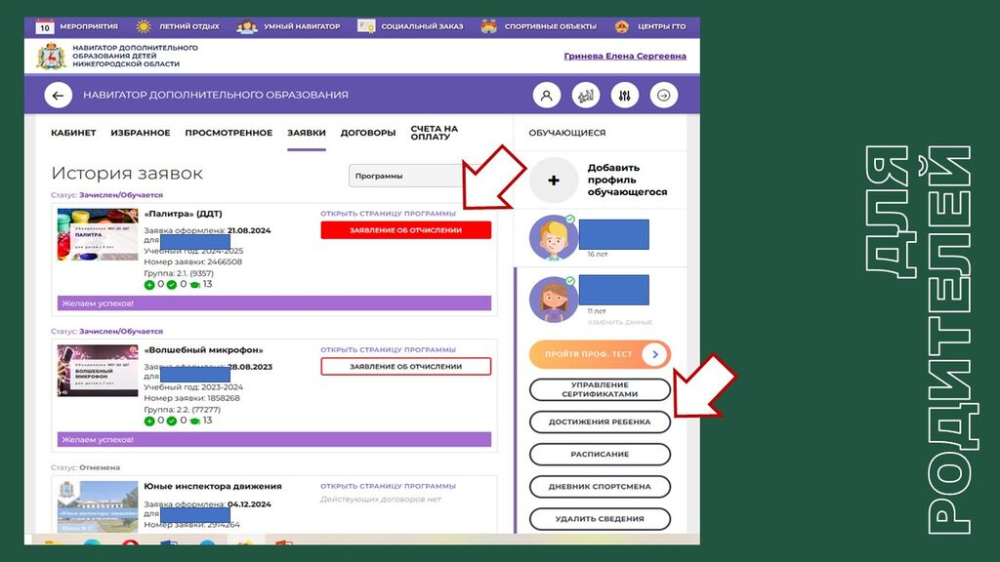 10
МЕРОПРИЯТИЯ
ЛЕТНИЙ ОТДЫХ
УМНЫЙ НАВИГАТОР
СОЦИАЛЬНЫЙ ЗАКАЗ
СПОРТИВНЫЕ ОБЪЕКТЫ
ЦЕНТРЫ ГТО
НАВИГАТОР ДОПОЛНИТЕЛЬНОГО
ОБРАЗОВАНИЯ ДЕТЕЙ
НИЖЕГОРОДСКОЙ ОБЛАСТИ
Гринева Елена Сергеевна
НАВИГАТОР ДОПОЛНИТЕЛЬНОГО ОБРАЗОВАНИЯ
КАБИНЕТ
ИЗБРАННОЕ
ПРОСМОТРЕННОЕ
ЗАЯВКИ
ДОГОВОРЫ
СЧЕТА НА
ОПЛАТУ
История заявок
Программы
Статус: Зачислен/Обучается
ПАЛИТРА
«Палитра» (ДДТ)
Заявка оформлена: 21.08.2024
для
Учебный год: 2024-2025
Номер заявки: 2466508
Группа: 2.1. (9357)
0 0 13
ОТКРЫТЬ СТРАНИЦУ ПРОГРАММЫ
ЗАЯВЛЕНИЕ ОБ ОТЧИСЛЕНИИ
Желаем успехов!
Статус: Зачислен/Обучается
ВОЛШЕБНЫЙ
МИКРОФОН
«Волшебный микрофон»
Заявка оформлена: 28.08.2023
для
Учебный год: 2023-2024
Номер заявки: 1858268
Группа: 2.2. (77277)
0 0 13
ОТКРЫТЬ СТРАНИЦУ ПРОГРАММЫ
ЗАЯВЛЕНИЕ ОБ ОТЧИСЛЕНИИ
Желаем успехов!
Статус: Отменена
«Юные инспекторы движения»
Юные инспектора движения
Заявка оформлена: 04.12.2024
для
Номер заявки: 2914264
ОТКРЫТЬ СТРАНИЦУ ПРОГРАММЫ
Действующих договоров нет
ОБУЧАЮЩИЕСЯ
Добавить
профиль
обучающегося
16 лет
11 лет
ИЗМЕНИТЬ ДАННЫЕ
ПРОЙТИ ПРОФ. ТЕСТ
УПРАВЛЕНИЕ
СЕРТИФИКАТАМИ
ДОСТИЖЕНИЯ РЕБЕНКА
РАСПИСАНИЕ
ДНЕВНИК СПОРТСМЕНА
УДАЛИТЬ СВЕДЕНИЯ
ДЛЯ
РОДИТЕЛЕЙ